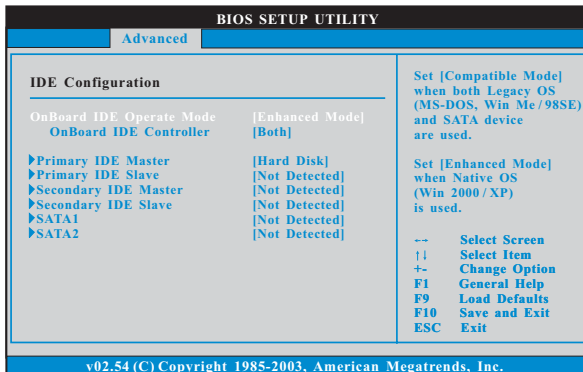 BIOS SETUP UTILITY
Advanced
IDE Configuration
OnBoard IDE Operate Mode [Enhanced Mode]
OnBoard IDE Controller [Both]
Primary IDE Master [Hard Disk]
Primary IDE Slave [Not Detected]
Secondary IDE Master [Not Detected]
Secondary IDE Slave [Not Detected]
SATA1 [Not Detected]
SATA2 [Not Detected]
Set [Compatible Mode]
when both Legacy OS
(MS-DOS, Win Me / 98SE)
and SATA device
are used.
Set [Enhanced Mode]
when Native OS
(Win 2000 / XP)
is used.
←→ Select Screen
↑↓ Select Item
+- Change Option
F1 General Help
F9 Load Defaults
F10 Save and Exit
ESC Exit
v02.54 (C) Copyright 1985-2003, American Megatrends, Inc.